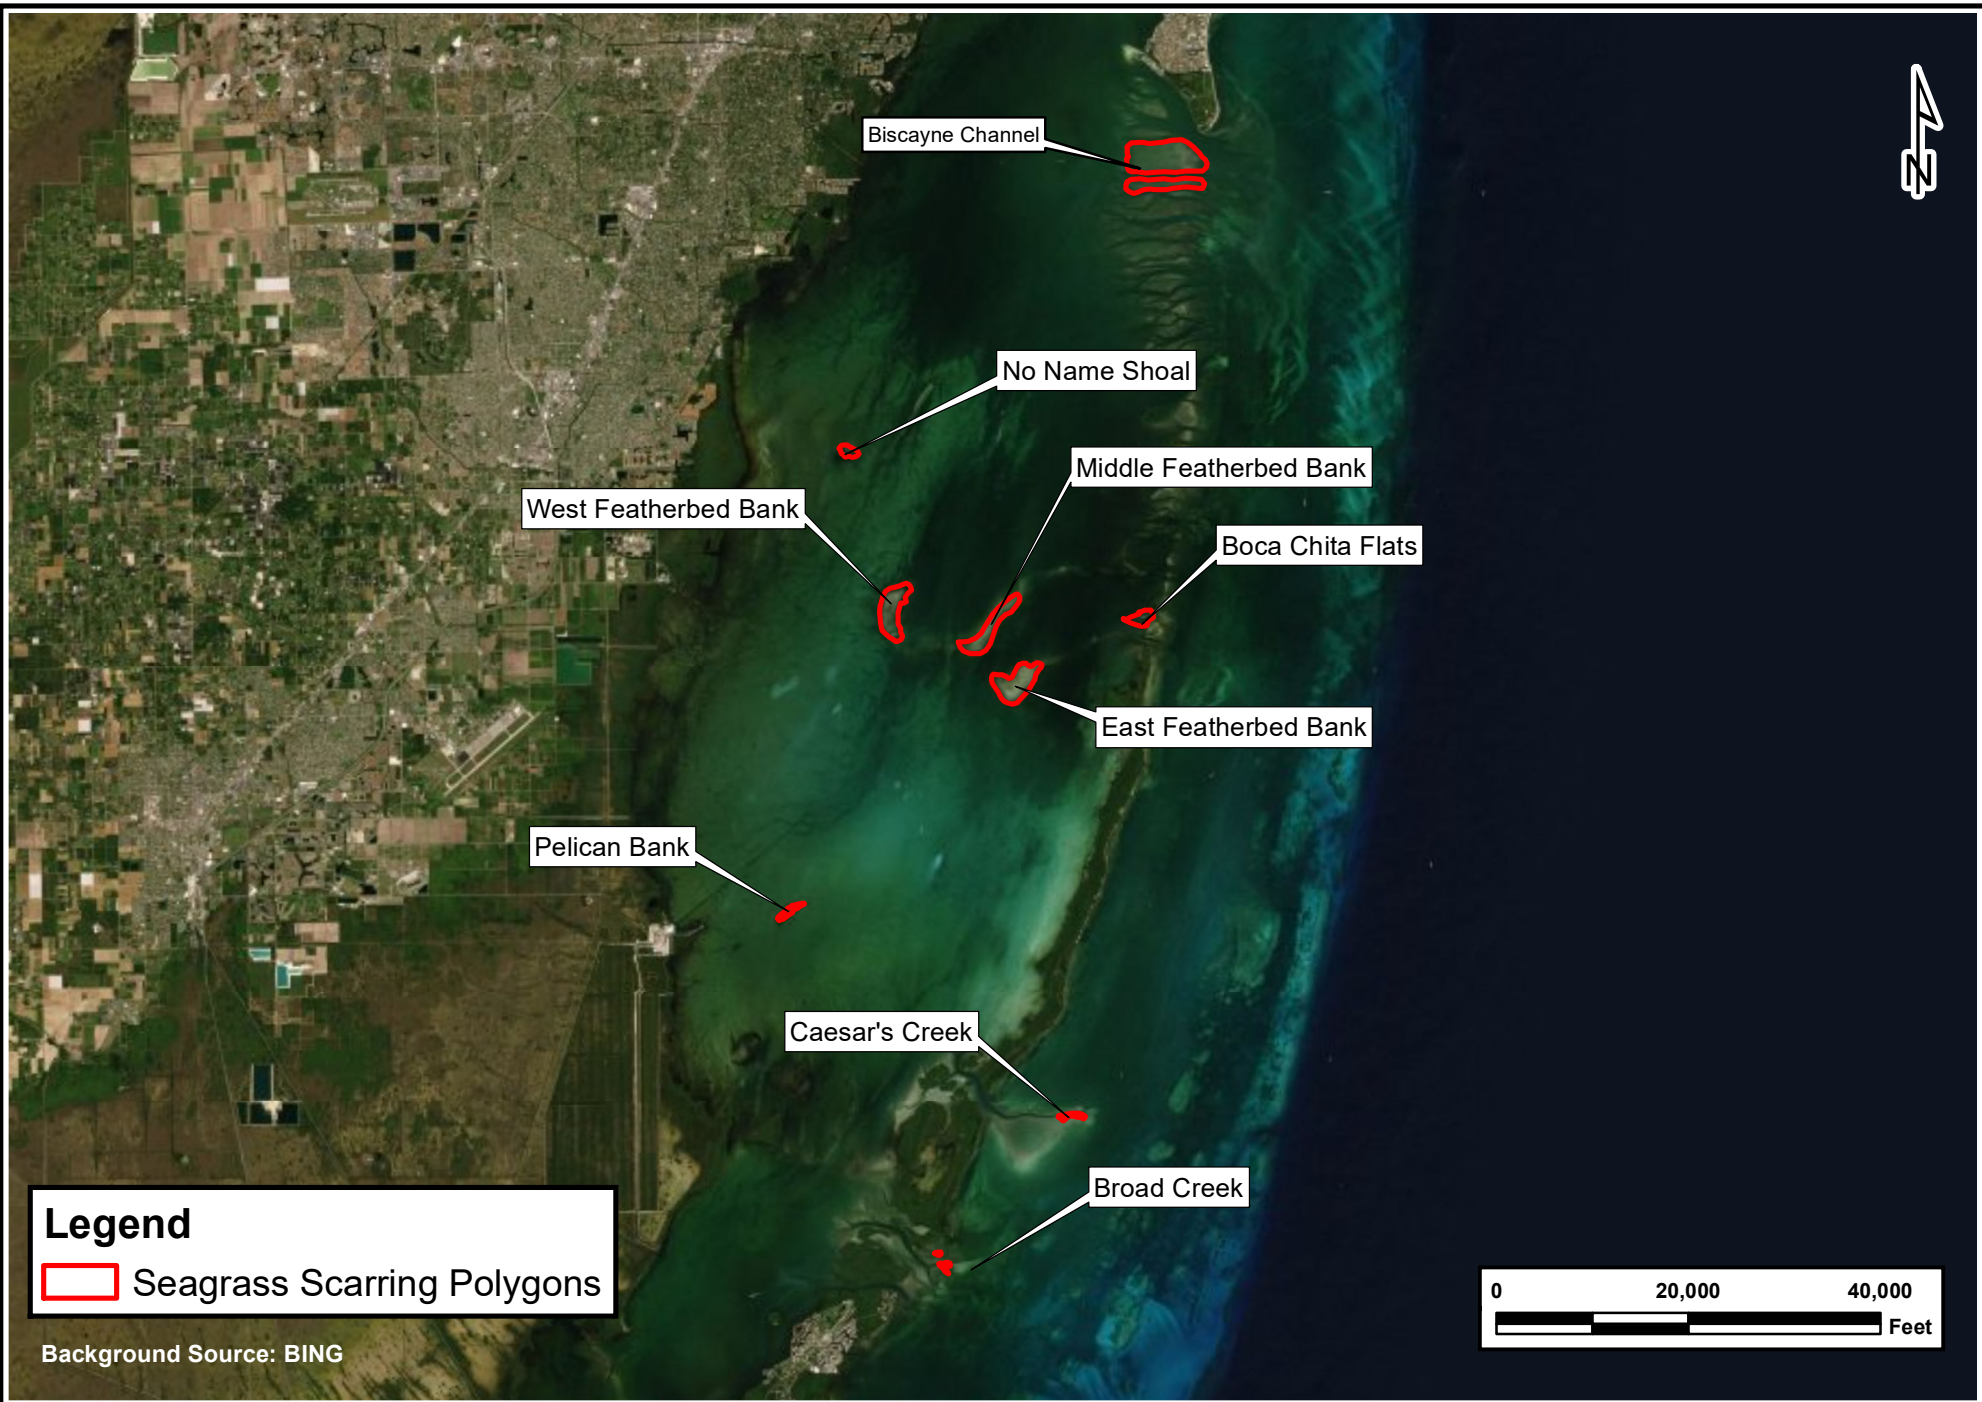 Biscayne Channel
N
No Name Shoal
Middle Featherbed Bank
West Featherbed Bank
Boca Chita Flats
East Featherbed Bank
Pelican Bank
Caesar's Creek
Broad Creek
Legend
Seagrass Scarring Polygons
Background Source: BING
0 20,000 40,000
Feet